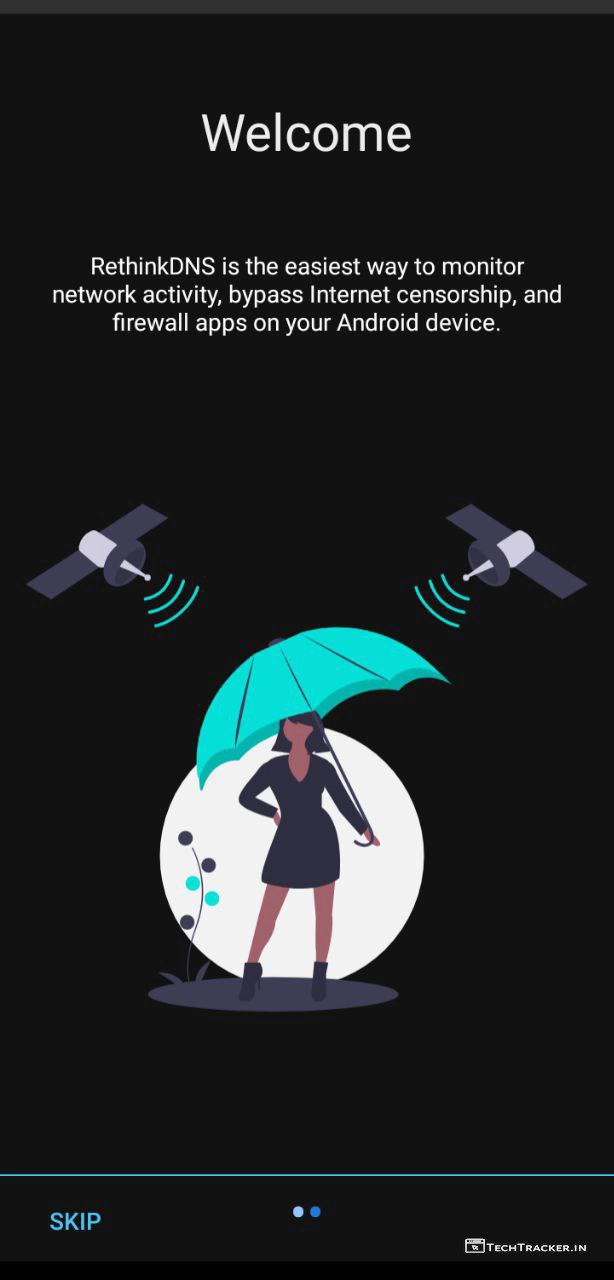 Welcome
RethinkDNS is the easiest way to monitor
network activity, bypass Internet censorship, and
firewall apps on your Android device.
SKIP
TECHTRACKER.IN